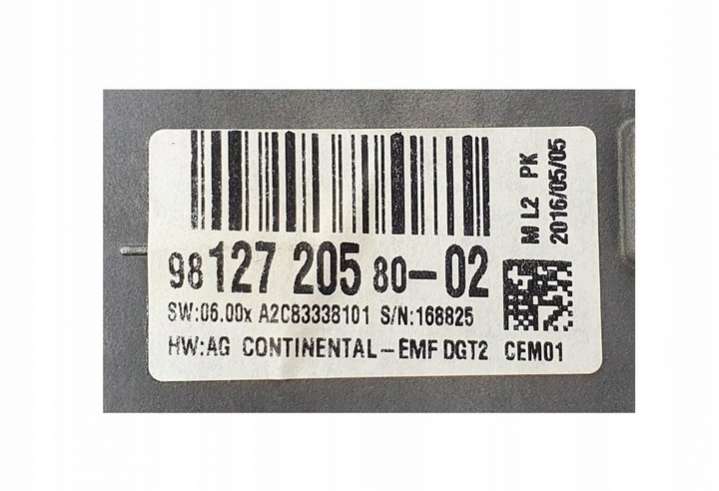 98 127 205 80-02
SW:06.00x A2C83338101 S/N:168825
HW:AG CONTINENTAL-EMF DGT2 CEM01
M L2 PK
2016/05/05